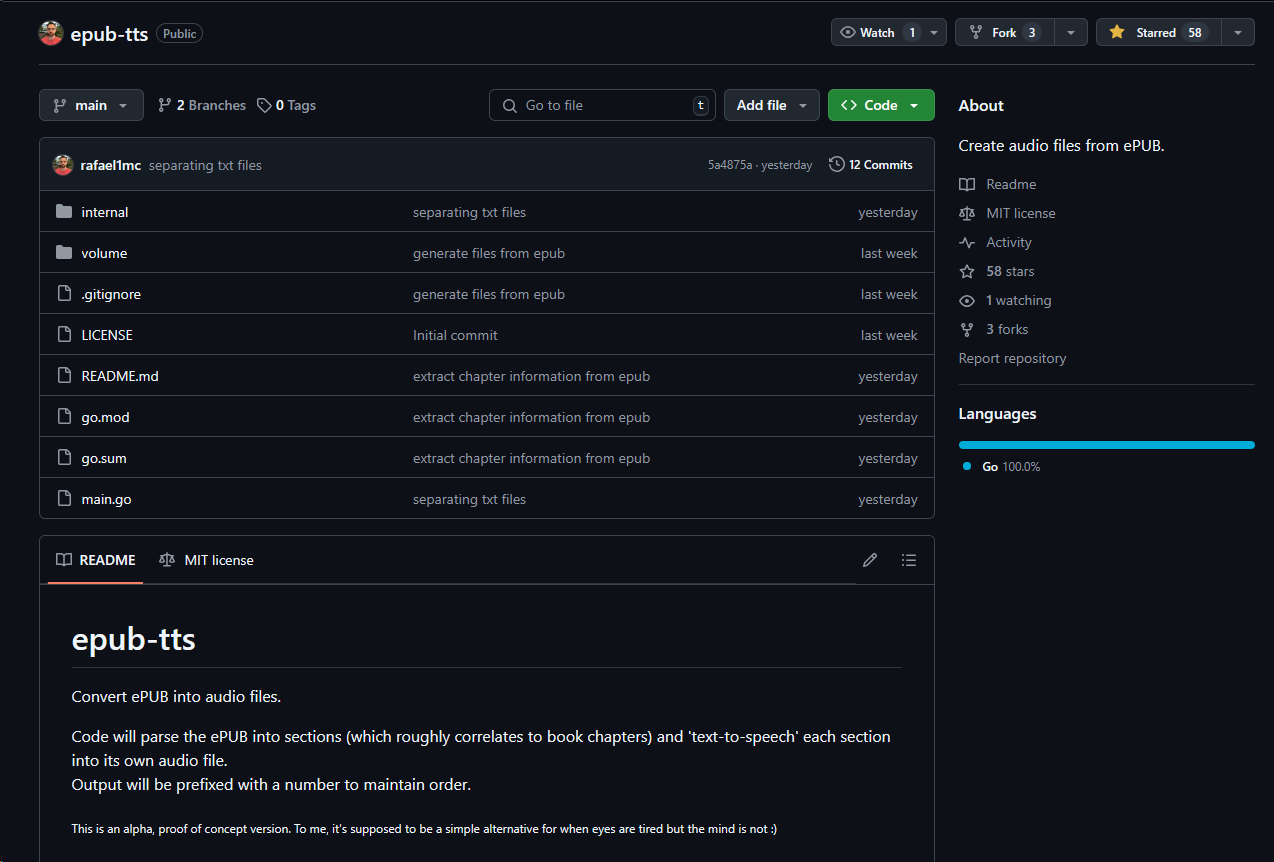 epub-tts Public Watch 1 Fork 3 Starred 58
main 2 Branches 0 Tags Go to file t Add file Code
rafael1mc separating txt files 5a4875a · yesterday 12 Commits
internal separating txt files yesterday
volume generate files from epub last week
.gitignore generate files from epub last week
LICENSE Initial commit last week
README.md extract chapter information from epub yesterday
go.mod extract chapter information from epub yesterday
go.sum extract chapter information from epub yesterday
main.go separating txt files yesterday
README MIT license
epub-tts
Convert ePUB into audio files.
Code will parse the ePUB into sections (which roughly correlates to book chapters) and 'text-to-speech' each section
into its own audio file.
Output will be prefixed with a number to maintain order.
This is an alpha, proof of concept version. To me, it's supposed to be a simple alternative for when eyes are tired but the mind is not :)
About
Create audio files from ePUB.
Readme
MIT license
Activity
58 stars
1 watching
3 forks
Report repository
Languages
Go 100.0%